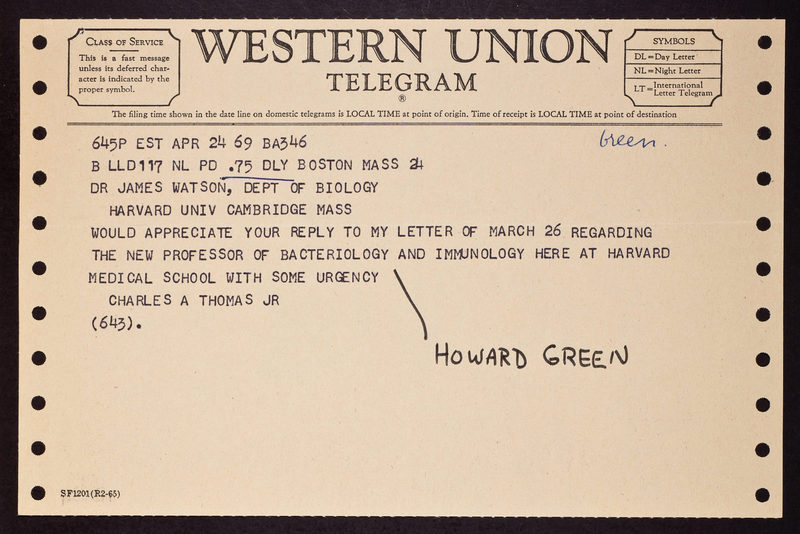 CLASS OF SERVICE
This is a fast message
unless its deferred char-
acter is indicated by the
proper symbol.
WESTERN UNION
TELEGRAM
®
SYMBOLS
DL=Day Letter
NL=Night Letter
LT=International
Letter Telegram
The filing time shown in the date line on domestic telegrams is LOCAL TIME at point of origin. Time of receipt is LOCAL TIME at point of destination
645P EST APR 24 69 BA346
Green.
B LLD117 NL PD .75 DLY BOSTON MASS 24
DR JAMES WATSON, DEPT OF BIOLOGY
HARVARD UNIV CAMBRIDGE MASS
WOULD APPRECIATE YOUR REPLY TO MY LETTER OF MARCH 26 REGARDING
THE NEW PROFESSOR OF BACTERIOLOGY AND IMMUNOLOGY HERE AT HARVARD
MEDICAL SCHOOL WITH SOME URGENCY
CHARLES A THOMAS JR
(643).
HOWARD GREEN
SF1201(R2-65)